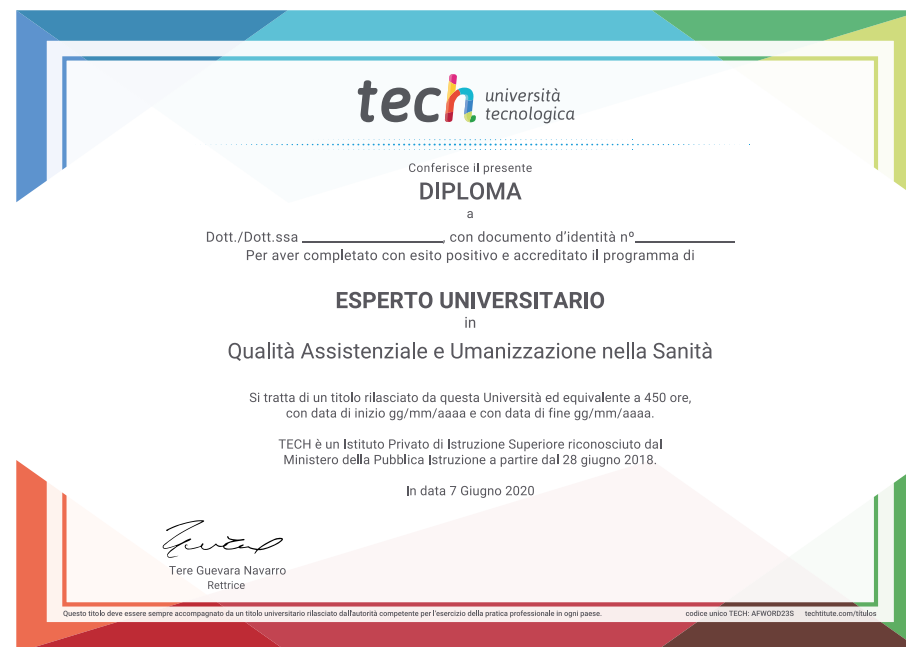 tech università
tecnologica
Conferisce il presente
DIPLOMA
a
Dott./Dott.ssa ____________________, con documento d'identità nº______________
Per aver completato con esito positivo e accreditato il programma di
ESPERTO UNIVERSITARIO
in
Qualità Assistenziale e Umanizzazione nella Sanità
Si tratta di un titolo rilasciato da questa Università ed equivalente a 450 ore,
con data di inizio gg/mm/aaaa e con data di fine gg/mm/aaaa.
TECH è un Istituto Privato di Istruzione Superiore riconosciuto dal
Ministero della Pubblica Istruzione a partire dal 28 giugno 2018.
In data 7 Giugno 2020
Tere Guevara Navarro
Rettrice
Questo titolo deve essere sempre accompagnato da un titolo universitario rilasciato dall'autorità competente per l'esercizio della pratica professionale in ogni paese. codice unico TECH: AFWORD23S techtitute.com/titulos